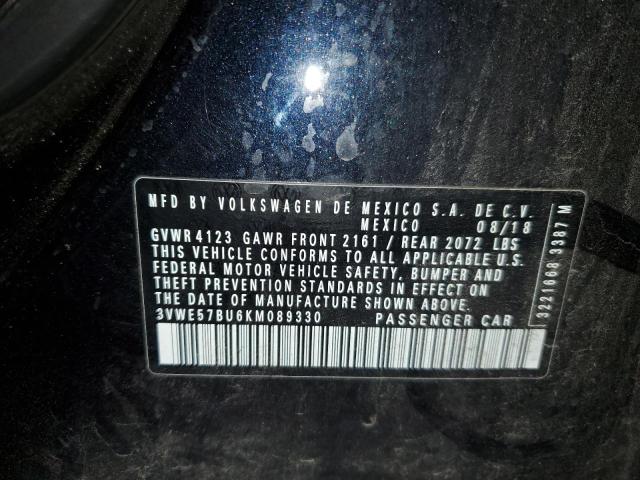 MFD BY VOLKSWAGEN DE MEXICO S.A. DE C.V.
MEXICO 08/18
GVWR 4123 GAWR FRONT 2161 / REAR 2072 LBS
THIS VEHICLE CONFORMS TO ALL APPLICABLE U.S.
FEDERAL MOTOR VEHICLE SAFETY, BUMPER AND
THEFT PREVENTION STANDARDS IN EFFECT ON
THE DATE OF MANUFACTURE SHOWN ABOVE.
3VWE57BU6KM089330 PASSENGER CAR
3221668 3387 M